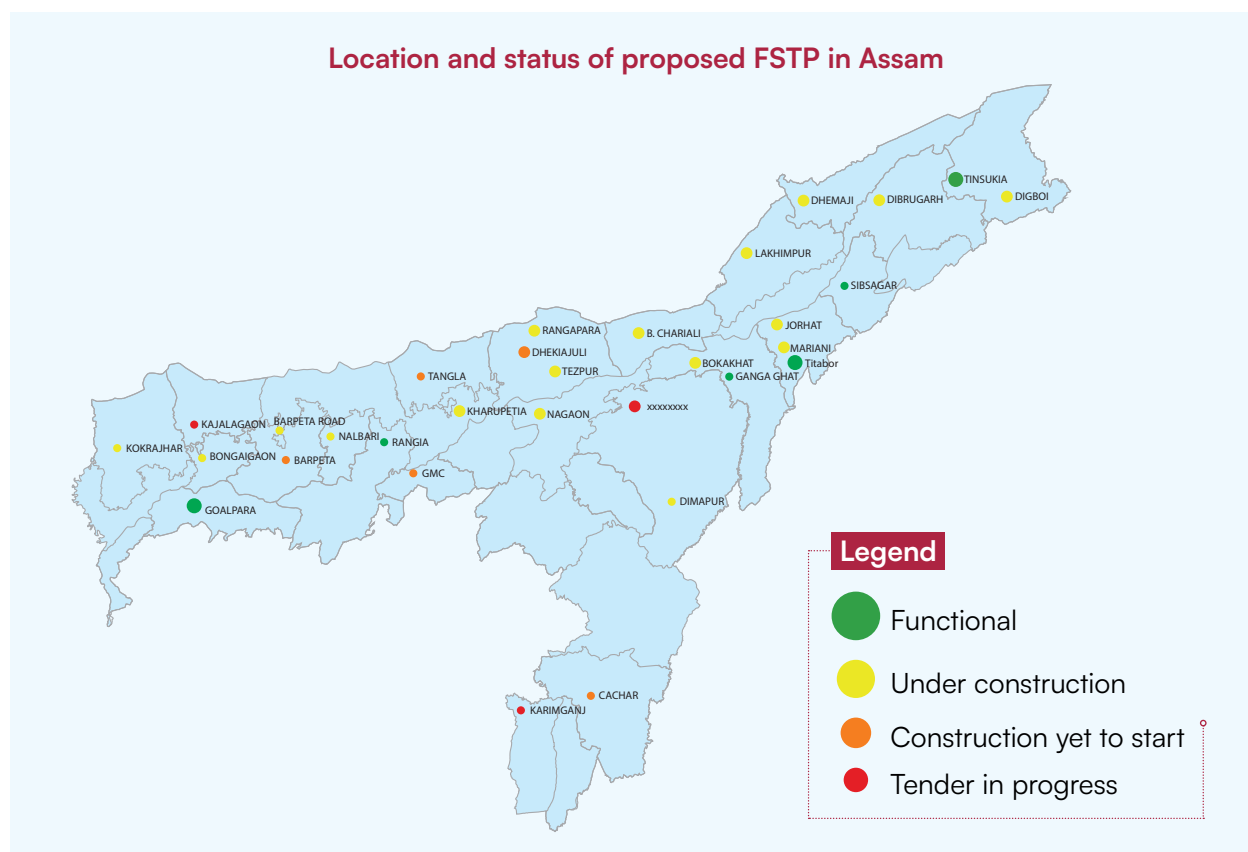 Location and status of proposed FSTP in Assam
TINSUKIA
DHEMAJI
DIBRUGARH
DIGBOI
LAKHIMPUR
SIBSAGAR
JORHAT
RANGAPARA
B. CHARIALI
MARIANI
DHEKIAJULI
BOKAKHAT
Titabor
TEZPUR
TANGLA
GANGA GHAT
xxxxxxxx
KHARUPETIA
NAGAON
KAJALAGAON
BARPETA ROAD
NALBARI
RANGIA
KOKRAJHAR
BONGAIGAON
BARPETA
GMC
DIMAPUR
GOALPARA
CACHAR
KARIMGANJ
Legend
Functional
Under construction
Construction yet to start
Tender in progress